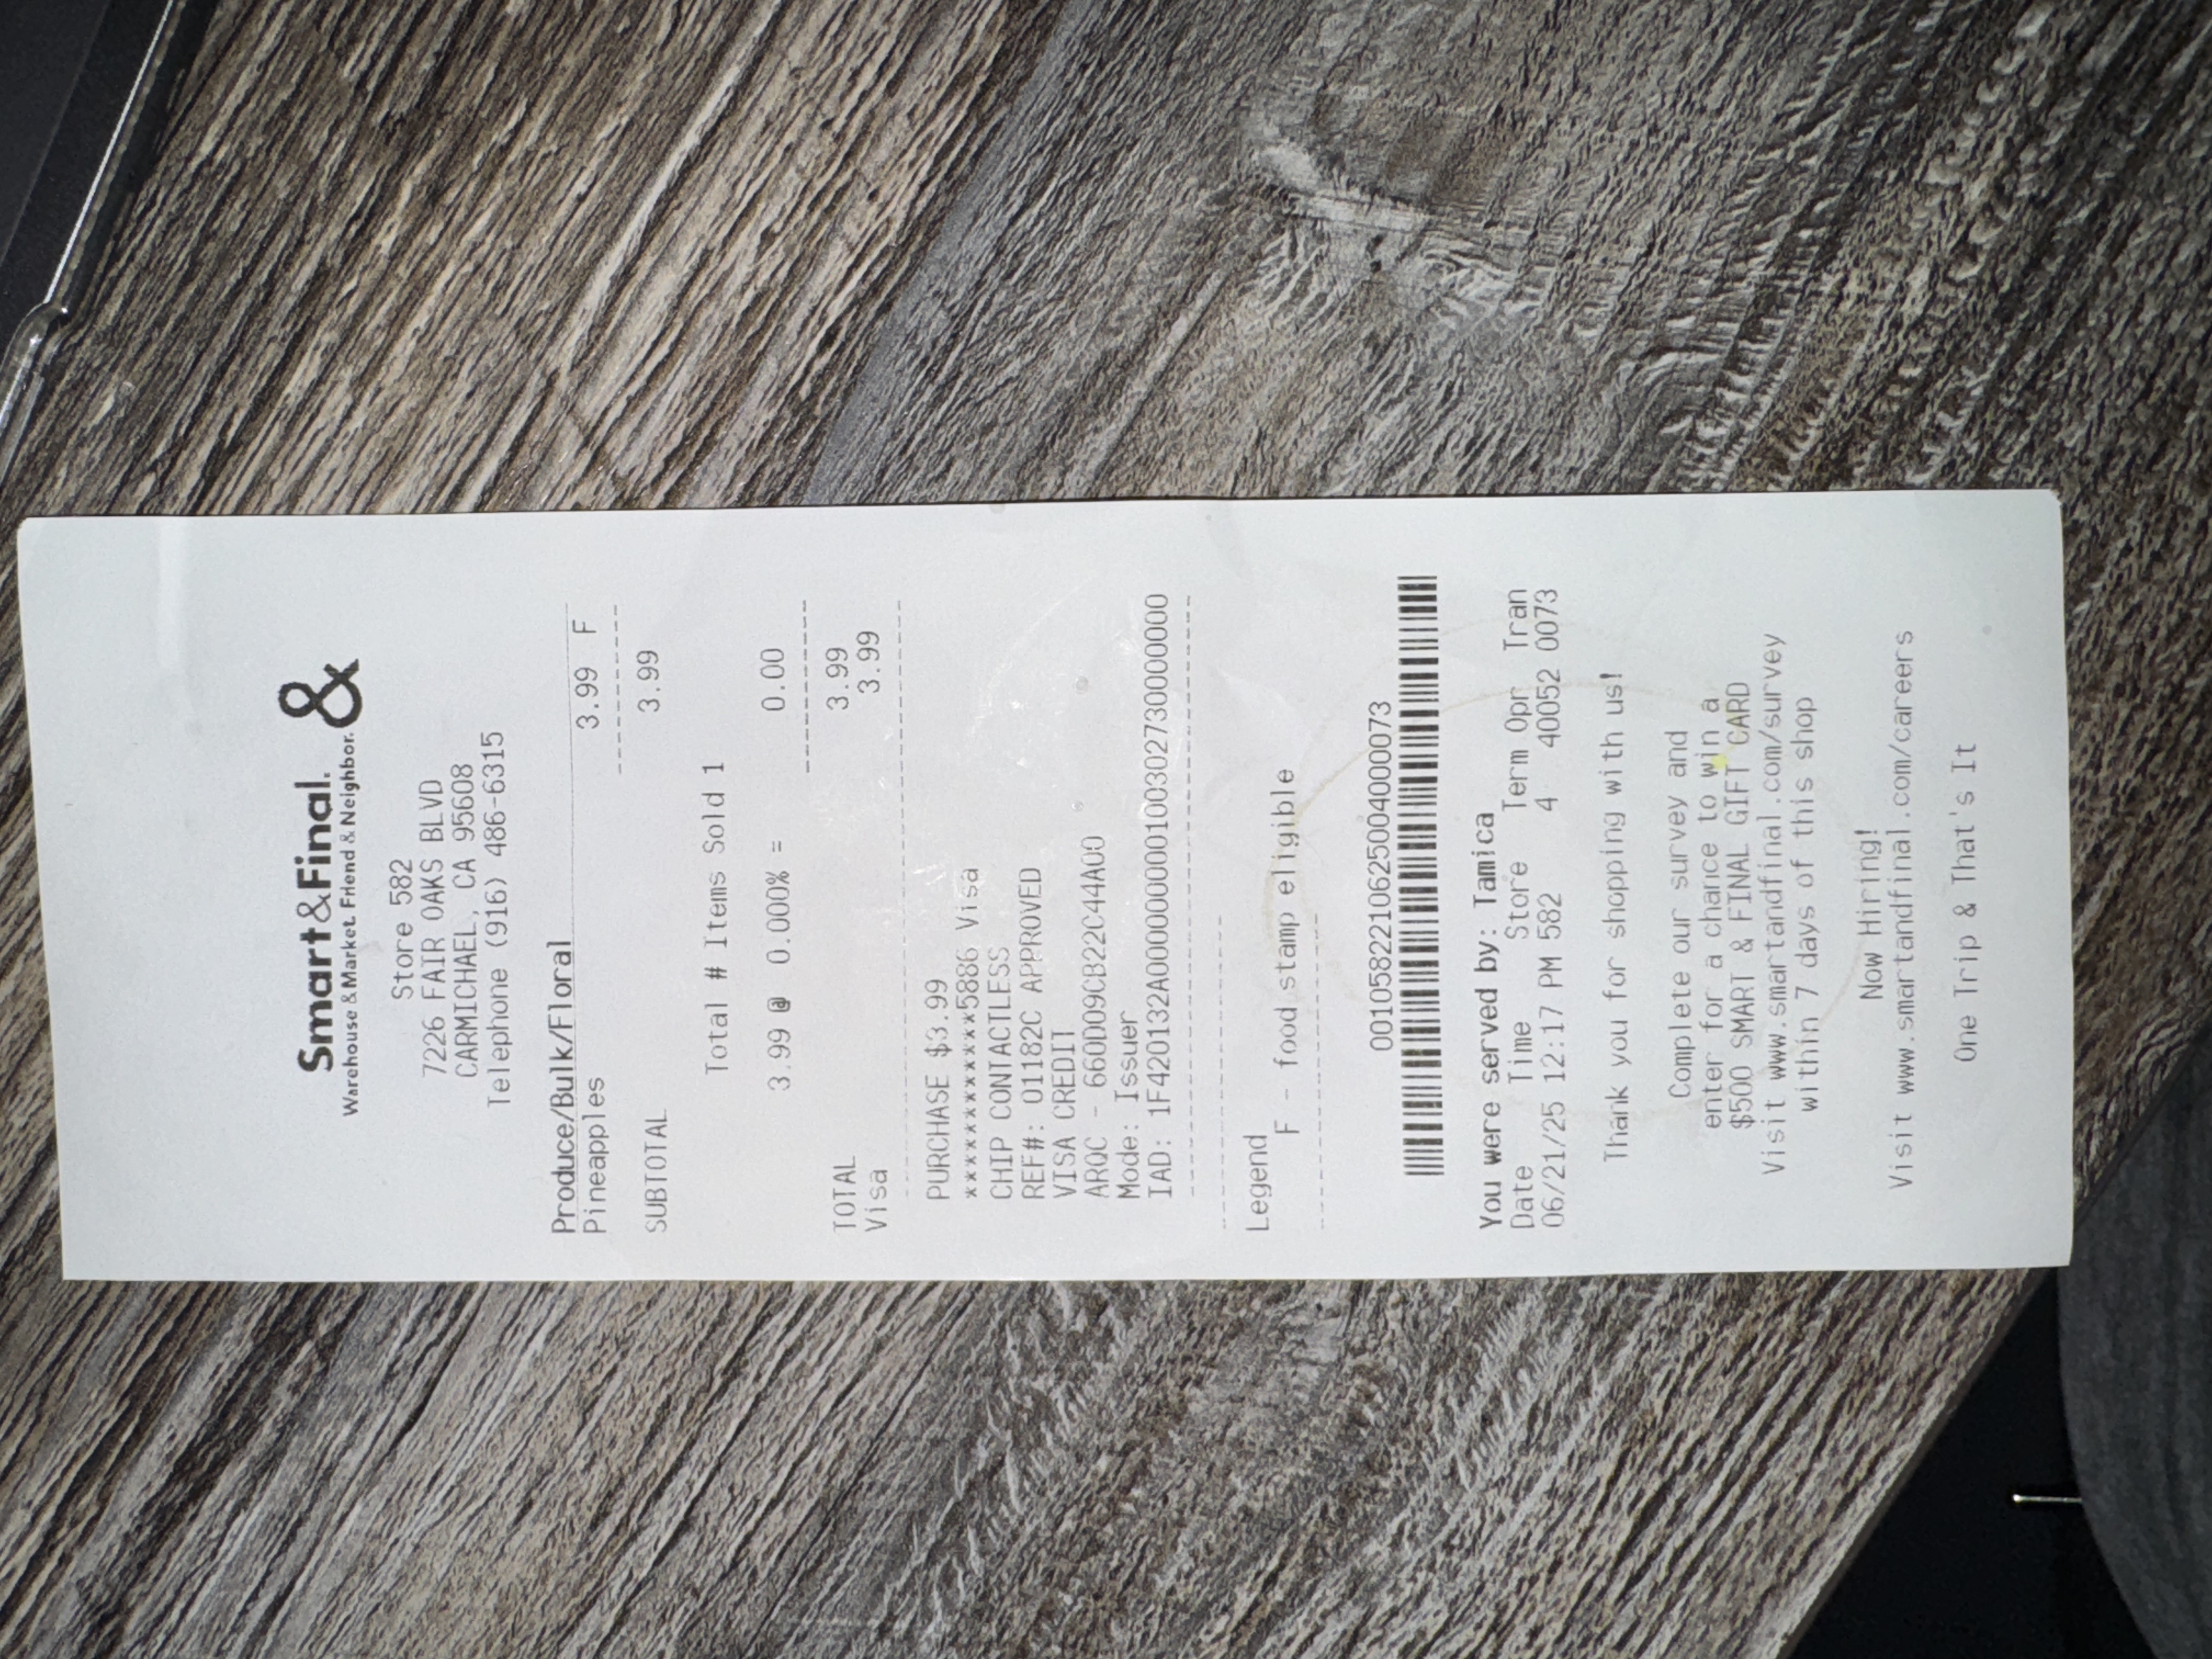 Smart&Final. &
Warehouse & Market. Friend & Neighbor.
Store 582
7226 FAIR OAKS BLVD
CARMICHAEL, CA 95608
Telephone (916) 486-6315
Produce/Bulk/Floral
Pineapples 3.99 F
SUBTOTAL 3.99
Total # Items Sold 1
3.99 @ 0.000% = 0.00
TOTAL 3.99
Visa 3.99
PURCHASE $3.99
************5886 Visa
CHIP CONTACTLESS
REF#: 01182C APPROVED
VISA CREDIT
ARQC - 660D09CB22C44A00
Mode: Issuer
IAD: 1F420132A0000000000100302730000000
Legend
F - food stamp eligible
0010582210625004000073
You were served by: Tamica
Date Time Store Term Opr Tran
06/21/25 12:17 PM 582 4 40052 0073
Thank you for shopping with us!
Complete our survey and
enter for a chance to win a
$500 SMART & FINAL GIFT CARD
Visit www.smartandfinal.com/survey
within 7 days of this shop
Now Hiring!
Visit www.smartandfinal.com/careers
One Trip & That's It